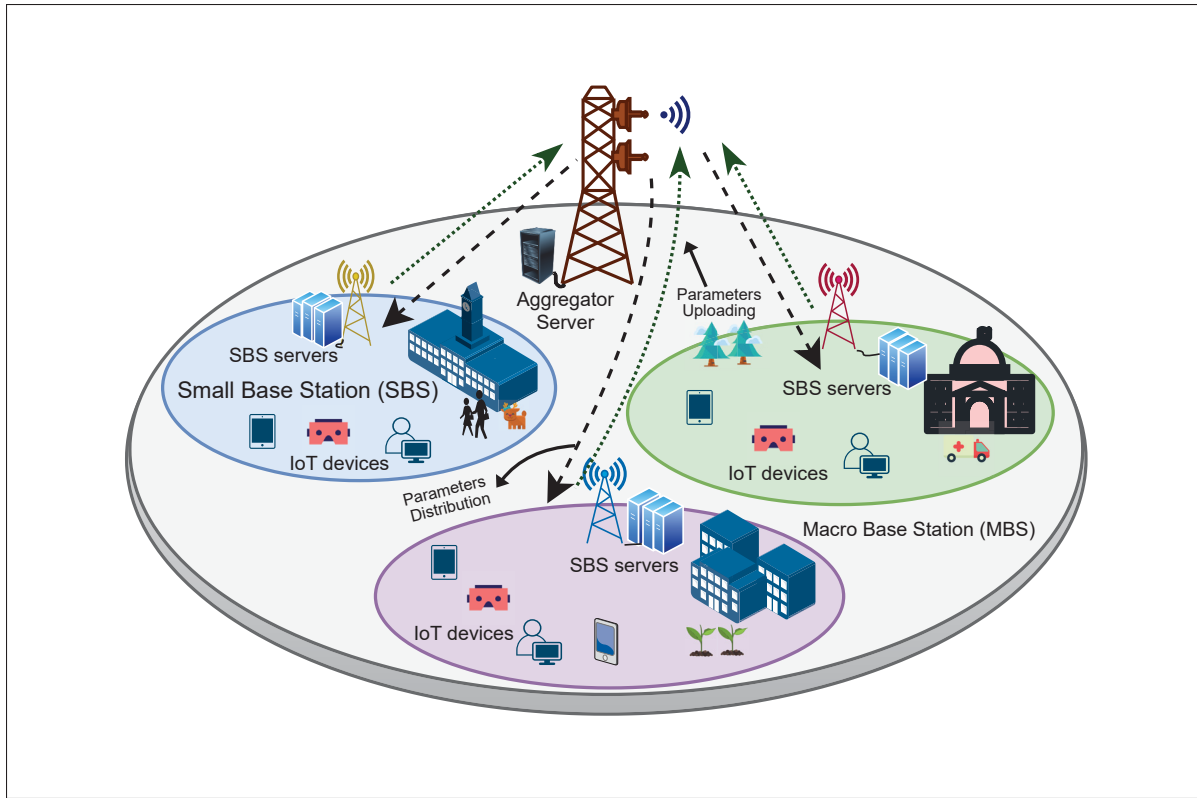 Aggregator
Server
Parameters
Uploading
SBS servers
Small Base Station (SBS)
IoT devices
SBS servers
IoT devices
Parameters
Distribution
Macro Base Station (MBS)
SBS servers
IoT devices